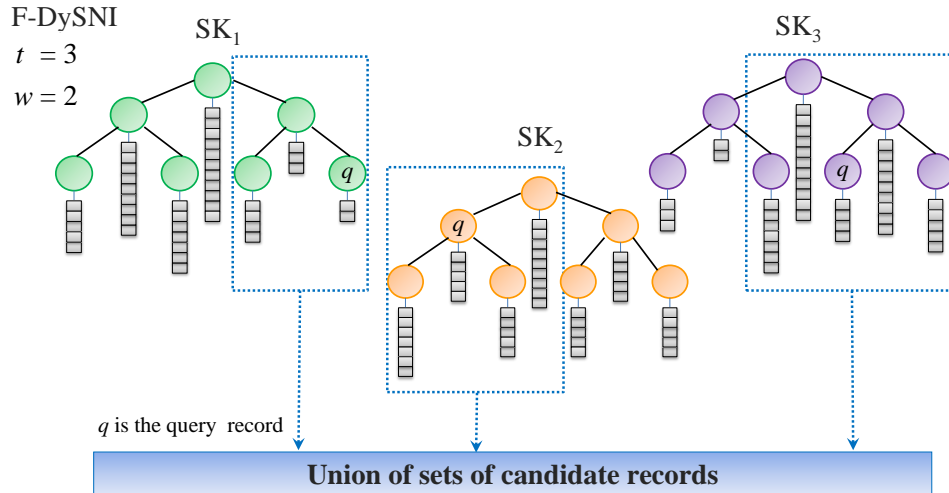 F-DySNI
t = 3
w = 2
SK1
SK2
SK3
q
q
q
q is the query record
Union of sets of candidate records